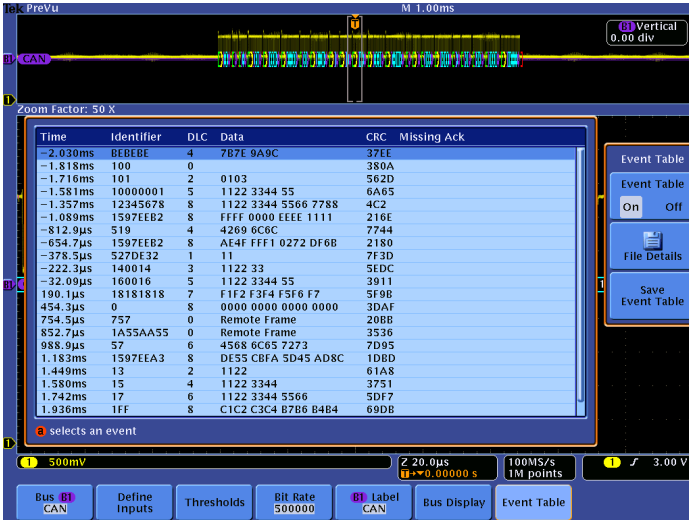 Tek PreVu M 1.00ms
B1 Vertical
0.00 div
B1 CAN
1
Zoom Factor: 50 X
Time Identifier DLC Data CRC Missing Ack
-2.030ms BEBEBE 4 7B7E 9A9C 37EE
-1.818ms 100 0 380A
-1.716ms 101 2 0103 562D
-1.581ms 10000001 5 1122 3344 55 6A65
-1.357ms 12345678 8 1122 3344 5566 7788 4C2
-1.089ms 1597EEB2 8 FFFF 0000 EEEE 1111 216E
-812.9µs 519 4 4269 6C6C 7744
-654.7µs 1597EEB2 8 AE4F FFF1 0272 DF6B 2180
-378.5µs 527DE32 1 11 7F3D
-222.3µs 140014 3 1122 33 5EDC
-32.09µs 160016 5 1122 3344 55 3911
190.1µs 18181818 7 F1F2 F3F4 F5F6 F7 5F9B
454.3µs 0 8 0000 0000 0000 0000 3DAF
754.5µs 757 0 Remote Frame 20BB
852.7µs 1A55AA55 0 Remote Frame 3536
988.9µs 57 6 4568 6C65 7273 7D95
1.183ms 1597EEA3 8 DE55 CBFA 5D45 AD8C 1DBD
1.449ms 13 2 1122 61A8
1.580ms 15 4 1122 3344 3751
1.742ms 17 6 1122 3344 5566 5DF7
1.936ms 1FF 8 C1C2 C3C4 B7B6 B4B4 69DB
a selects an event
Event Table
Event Table
On Off
File Details
Save
Event Table
B1
1
1 500mV
Z 20.0µs
T→▼0.00000 s
100MS/s
1M points
1 ʃ 3.00 V
Bus B1
CAN
Define
Inputs
Thresholds
Bit Rate
500000
B1 Label
CAN
Bus Display
Event Table